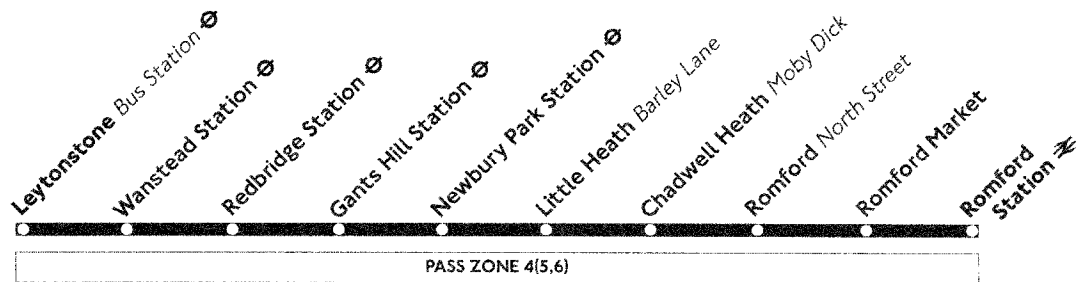 Leytonstone Bus Station
Wanstead Station
Redbridge Station
Gants Hill Station
Newbury Park Station
Little Heath Barley Lane
Chadwell Heath Moby Dick
Romford North Street
Romford Market
Romford
Station
PASS ZONE 4(5,6)